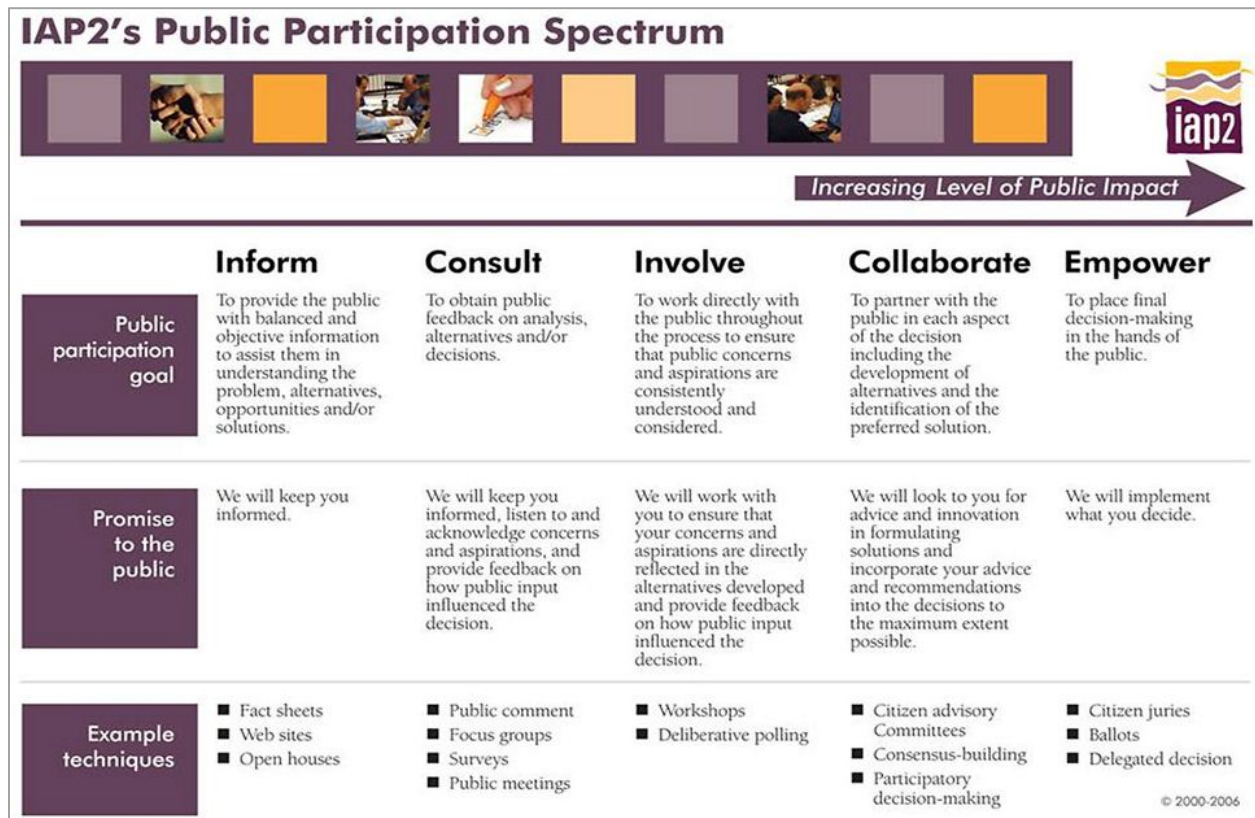 IAP2's Public Participation Spectrum
iap2
Increasing Level of Public Impact
Inform
Consult
Involve
Collaborate
Empower
Public
participation
goal
To provide the public
with balanced and
objective information
to assist them in
understanding the
problem, alternatives,
opportunities and/or
solutions.
To obtain public
feedback on analysis,
alternatives and/or
decisions.
To work directly with
the public throughout
the process to ensure
that public concerns
and aspirations are
consistently
understood and
considered.
To partner with the
public in each aspect
of the decision
including the
development of
alternatives and the
identification of the
preferred solution.
To place final
decision-making
in the hands of
the public.
Promise
to the
public
We will keep you
informed.
We will keep you
informed, listen to and
acknowledge concerns
and aspirations, and
provide feedback on
how public input
influenced the
decision.
We will work with
you to ensure that
your concerns and
aspirations are directly
reflected in the
alternatives developed
and provide feedback
on how public input
influenced the
decision.
We will look to you for
advice and innovation
in formulating
solutions and
incorporate your advice
and recommendations
into the decisions to
the maximum extent
possible.
We will implement
what you decide.
Example
techniques
■ Fact sheets
■ Web sites
■ Open houses
■ Public comment
■ Focus groups
■ Surveys
■ Public meetings
■ Workshops
■ Deliberative polling
■ Citizen advisory
Committees
■ Consensus-building
■ Participatory
decision-making
■ Citizen juries
■ Ballots
■ Delegated decision
© 2000-2006